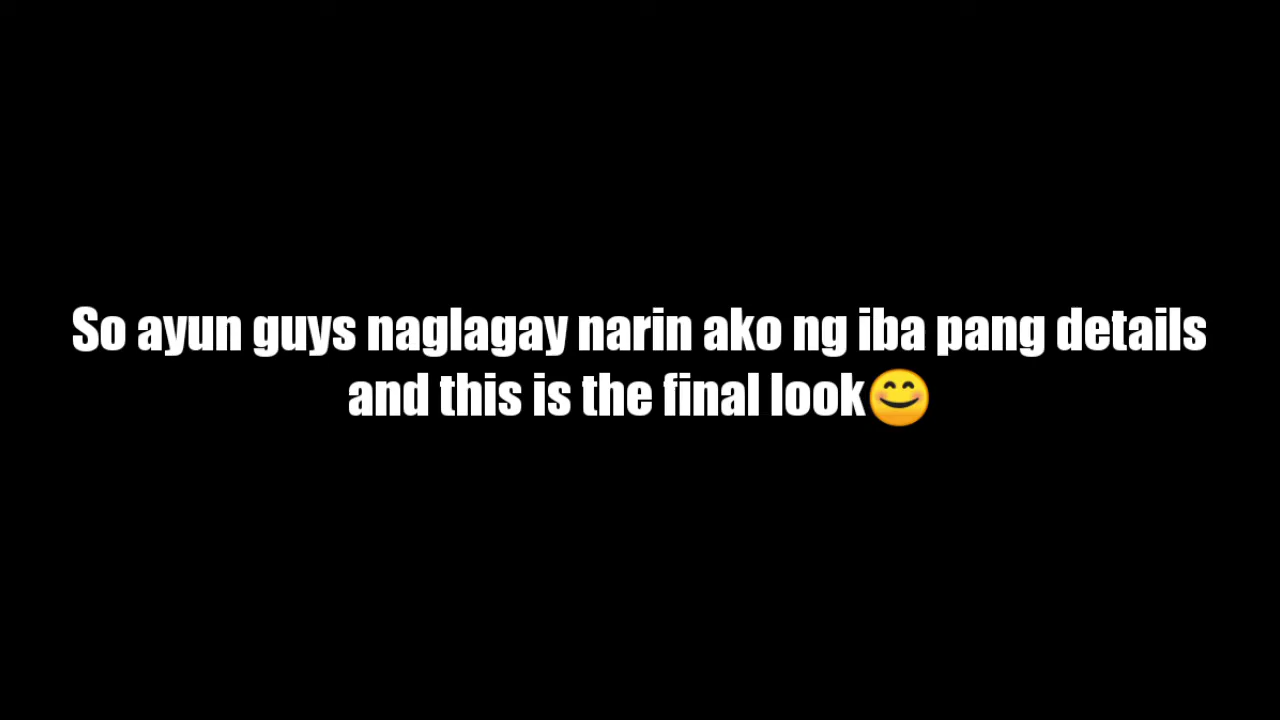 So ayun guys naglagay narin ako ng iba pang details
and this is the final look😊